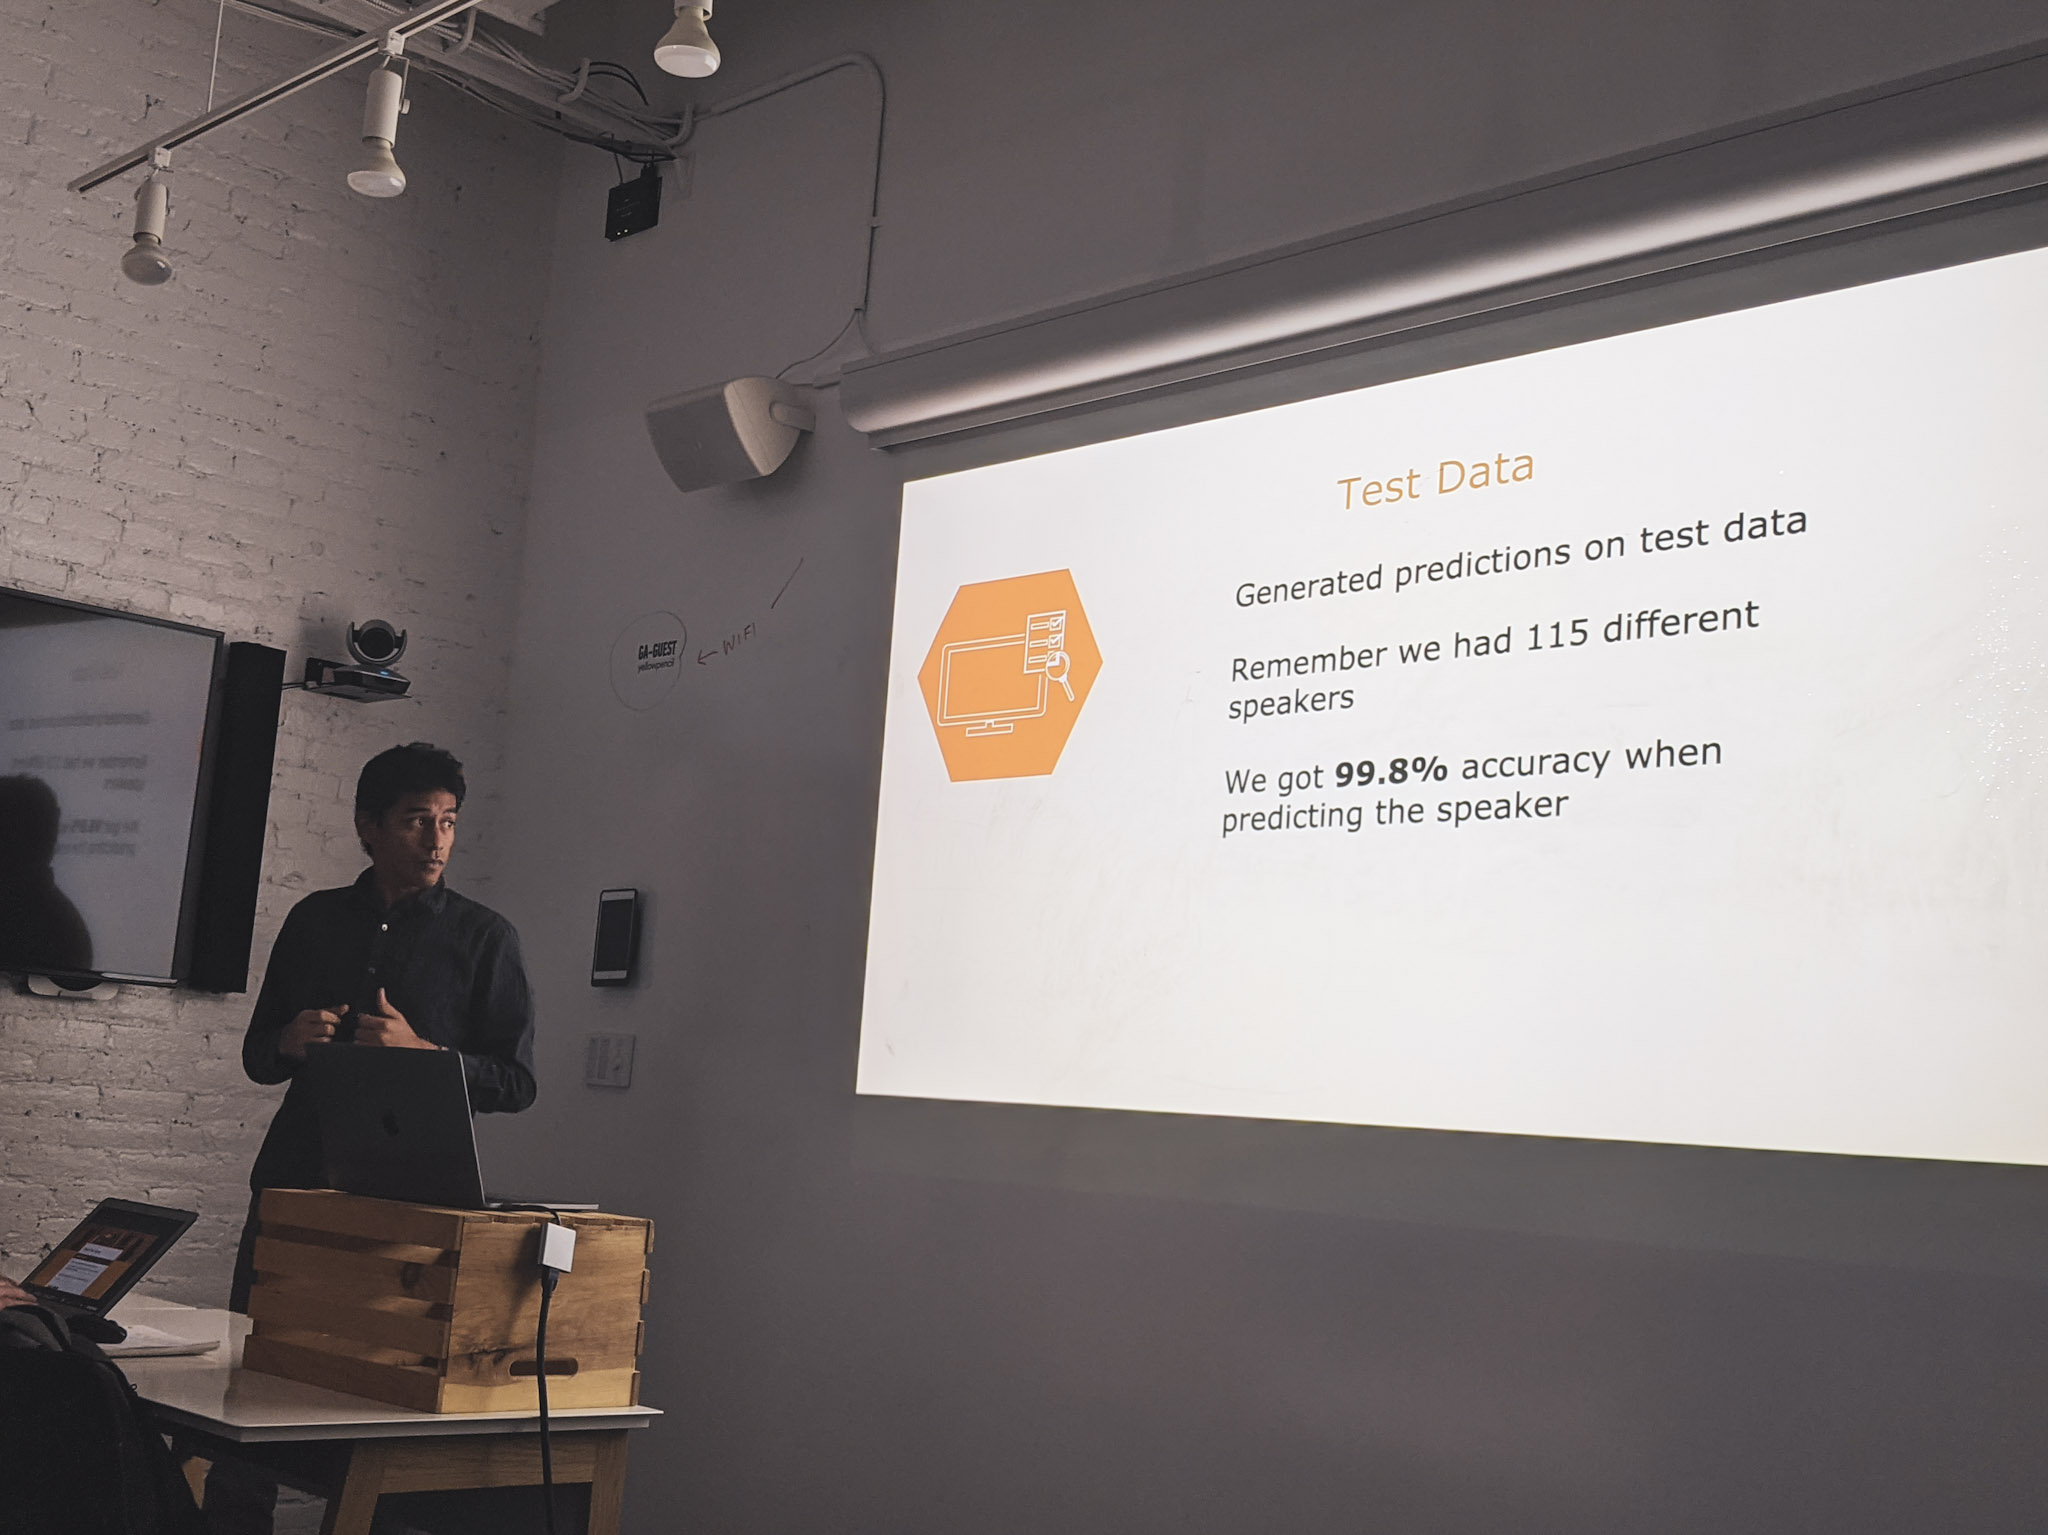 Test Data
Generated predictions on test data
Remember we had 115 different
speakers
We got 99.8% accuracy when
predicting the speaker
GA-GUEST
yellowpencil
← WIFI